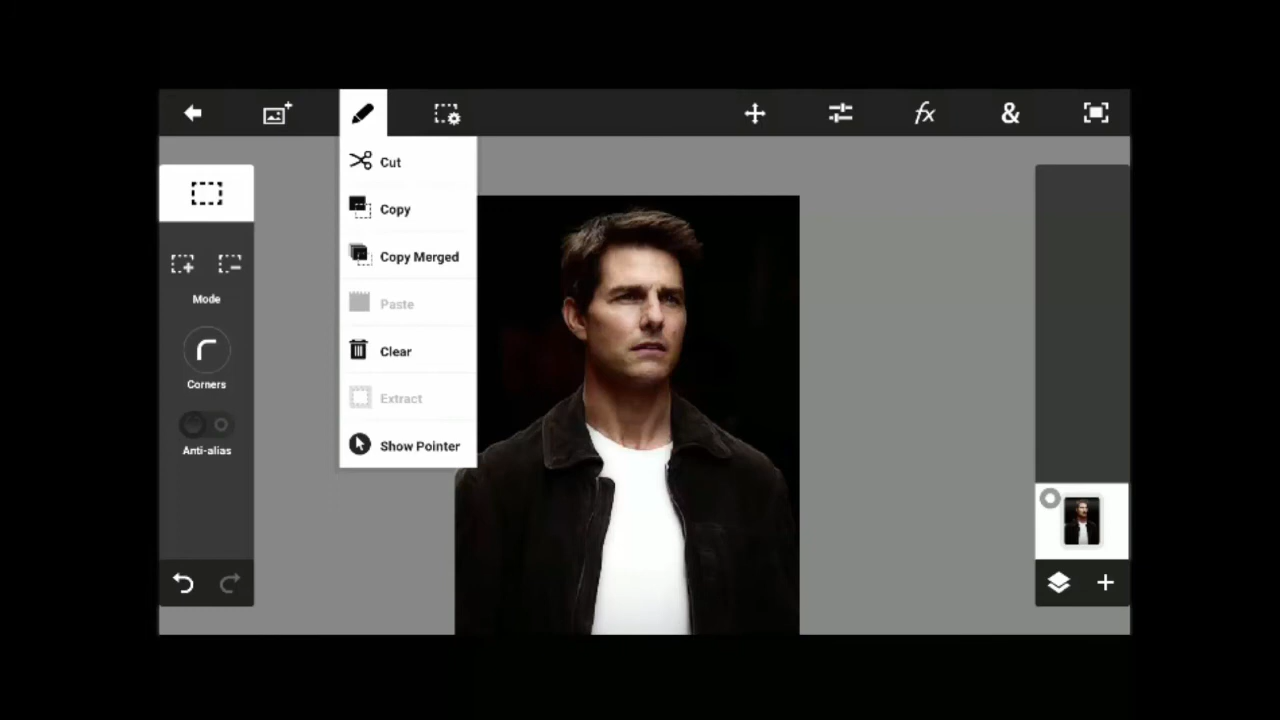 fx
&
Cut
Copy
Copy Merged
Paste
Clear
Extract
Show Pointer
Mode
Corners
Anti-alias